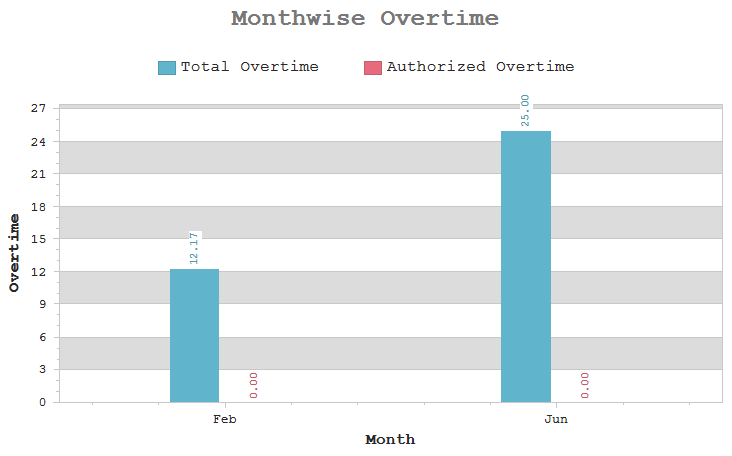 Monthwise Overtime
Total Overtime
Authorized Overtime
27
24
21
18
15
12
9
6
3
0
Overtime
12.17
0.00
25.00
0.00
Feb
Jun
Month